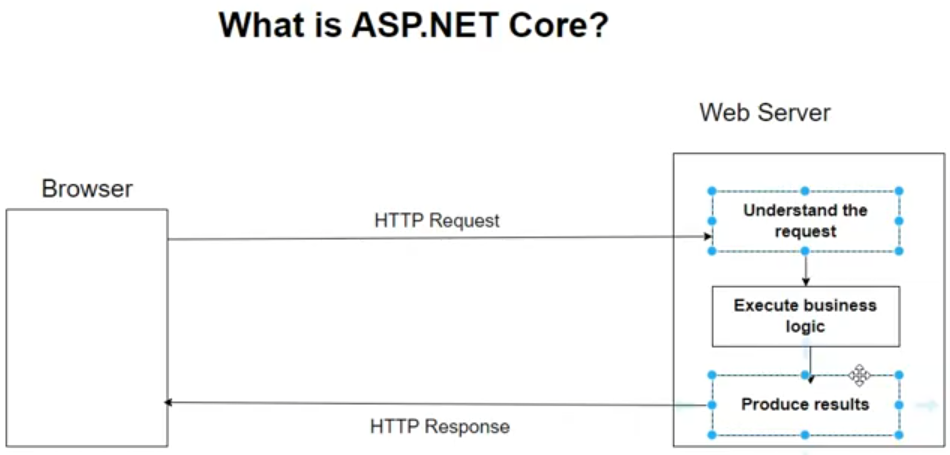 What is ASP.NET Core?
Web Server
Browser
HTTP Request
Understand the
request
Execute business
logic
Produce results
HTTP Response